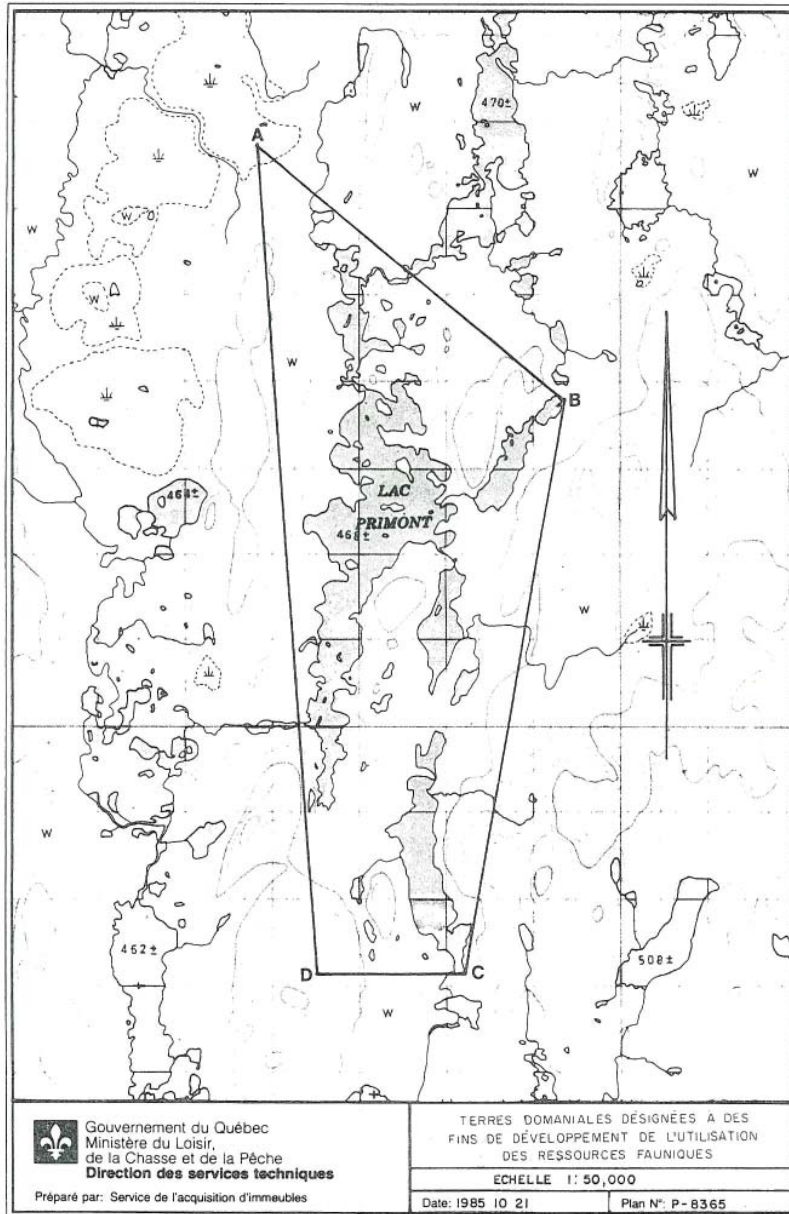 470±
W
W
A
W
W
W
W
B
464±
LAC
PRIMONT
468±
W
W
462±
508±
D
C
W
Gouvernement du Québec
Ministère du Loisir,
de la Chasse et de la Pêche
Direction des services techniques
Préparé par: Service de l'acquisition d'immeubles
TERRES DOMANIALES DÉSIGNÉES À DES
FINS DE DÉVELOPPEMENT DE L'UTILISATION
DES RESSOURCES FAUNIQUES
ECHELLE 1:50,000
Date: 1985 10 21
Plan N°: P-8365